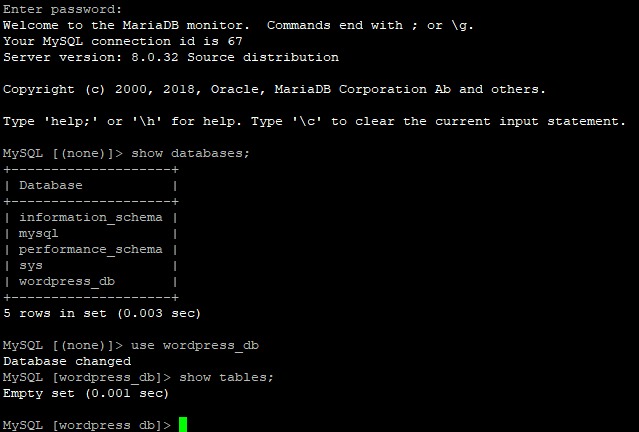 Enter password:
Welcome to the MariaDB monitor.  Commands end with ; or \g.
Your MySQL connection id is 67
Server version: 8.0.32 Source distribution
Copyright (c) 2000, 2018, Oracle, MariaDB Corporation Ab and others.
Type 'help;' or '\h' for help. Type '\c' to clear the current input statement.
MySQL [(none)]> show databases;
+--------------------+
| Database           |
+--------------------+
| information_schema |
| mysql              |
| performance_schema |
| sys                |
| wordpress_db       |
+--------------------+
5 rows in set (0.003 sec)
MySQL [(none)]> use wordpress_db
Database changed
MySQL [wordpress_db]> show tables;
Empty set (0.001 sec)
MySQL [wordpress_db]>